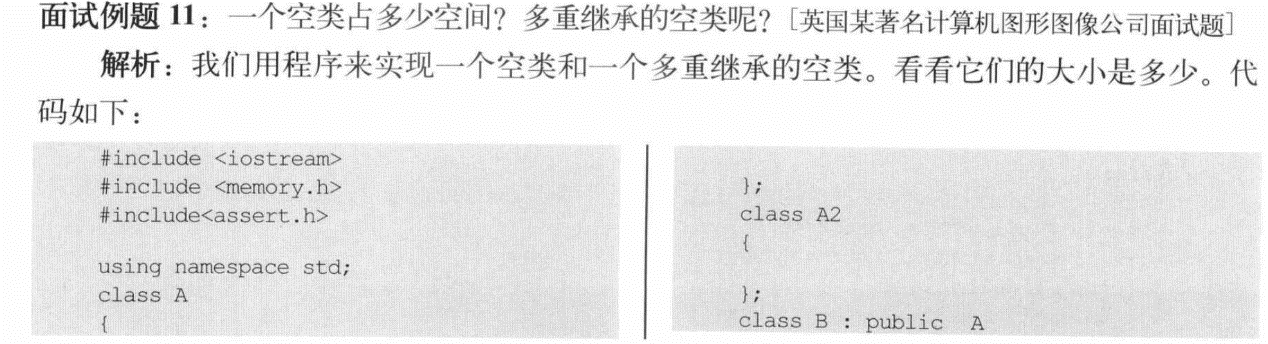 面试例题 11：一个空类占多少空间？多重继承的空类呢？[英国某著名计算机图形图像公司面试题]
解析：我们用程序来实现一个空类和一个多重继承的空类。看看它们的大小是多少。代
码如下：
#include <iostream>
#include <memory.h>
#include<assert.h>
using namespace std;
class A
{
};
class A2
{
};
class B : public  A